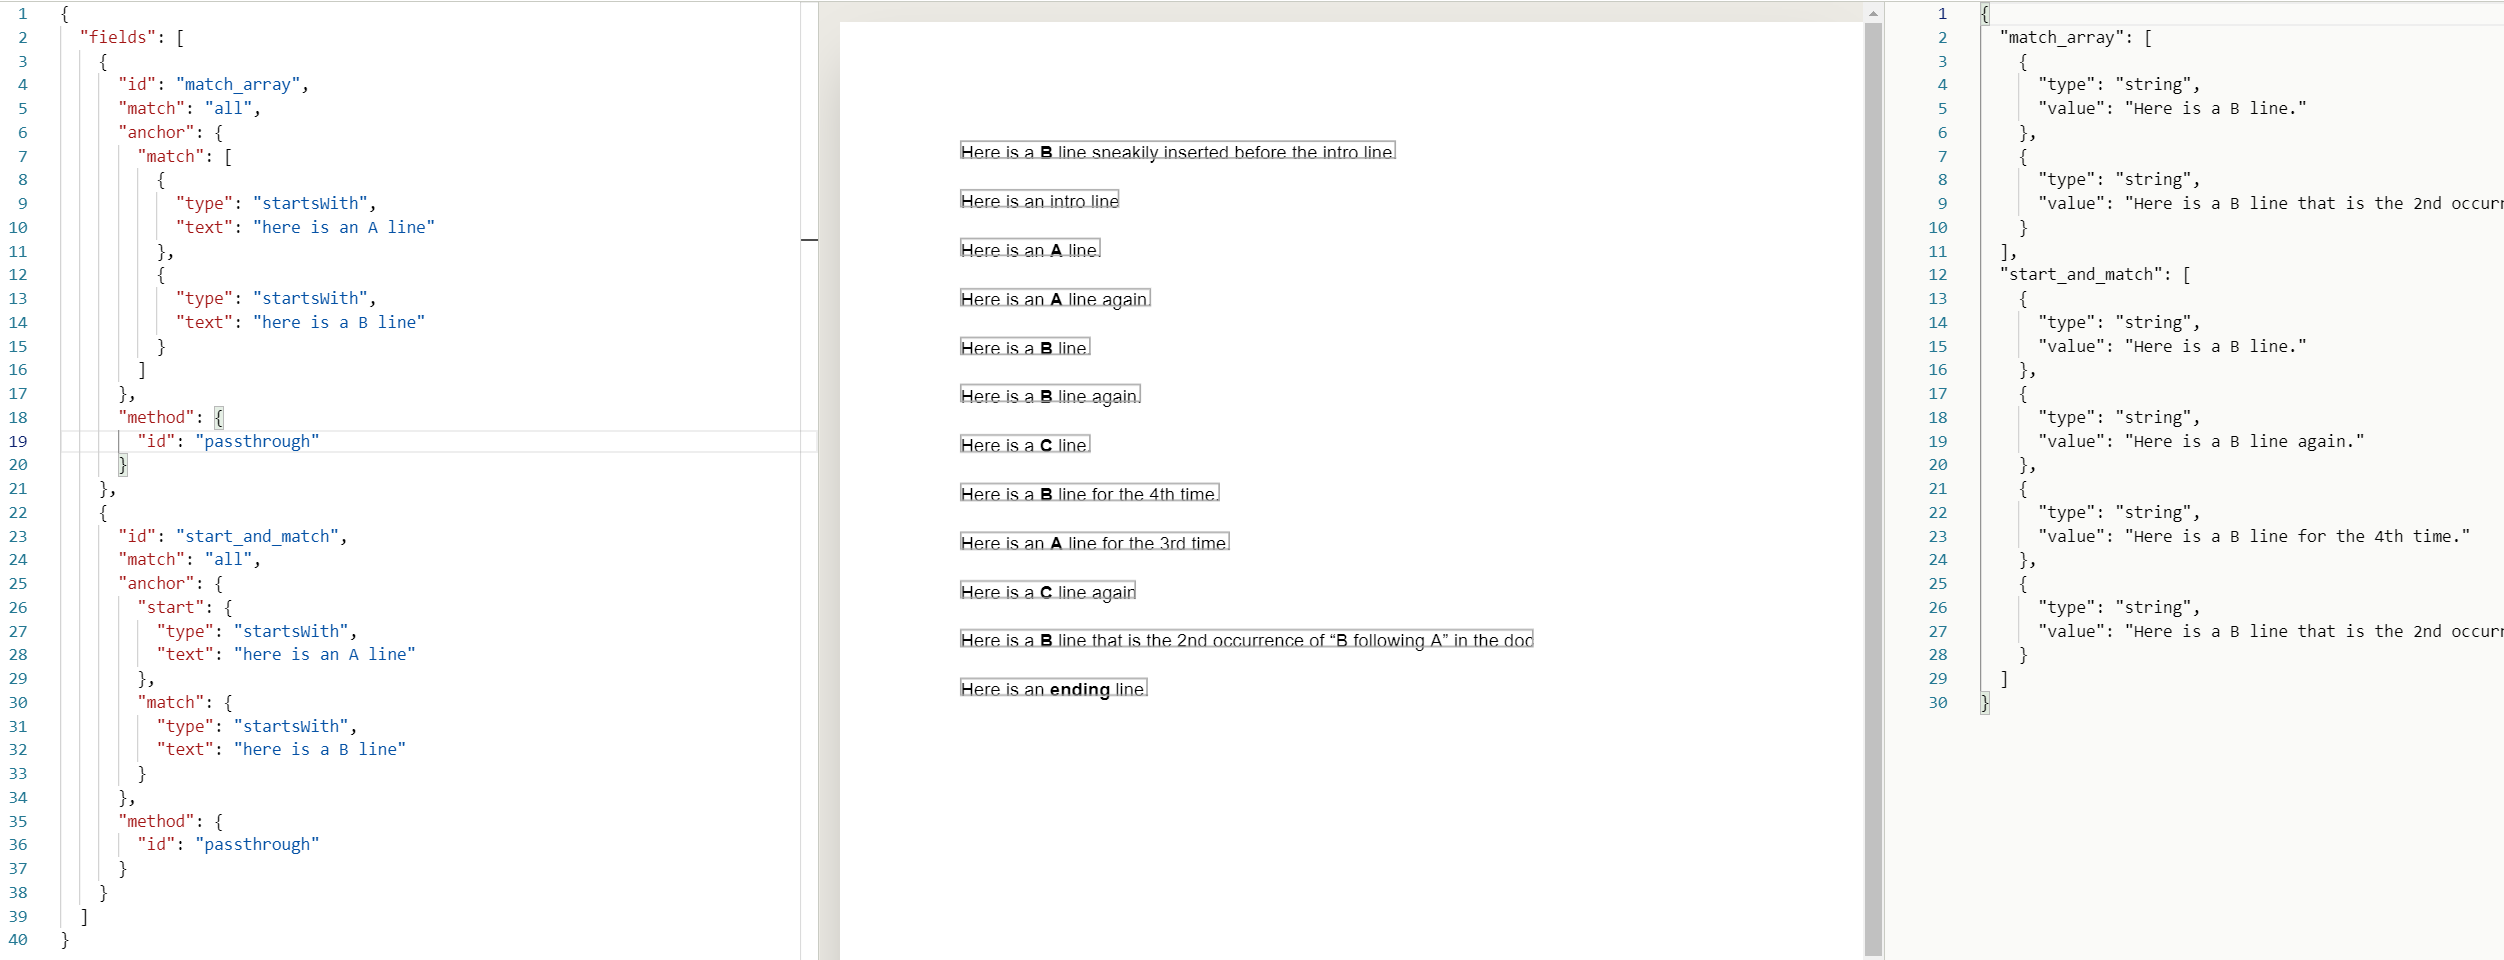 1 {
2 "fields": [
3 {
4 "id": "match_array",
5 "match": "all",
6 "anchor": {
7 "match": [
8 {
9 "type": "startsWith",
10 "text": "here is an A line"
11 },
12 {
13 "type": "startsWith",
14 "text": "here is a B line"
15 }
16 ]
17 },
18 "method": {
19 "id": "passthrough"
20 }
21 },
22 {
23 "id": "start_and_match",
24 "match": "all",
25 "anchor": {
26 "start": {
27 "type": "startsWith",
28 "text": "here is an A line"
29 },
30 "match": {
31 "type": "startsWith",
32 "text": "here is a B line"
33 }
34 },
35 "method": {
36 "id": "passthrough"
37 }
38 }
39 ]
40 }
Here is a B line sneakily inserted before the intro line.
Here is an intro line
Here is an A line.
Here is an A line again.
Here is a B line.
Here is a B line again.
Here is a C line.
Here is a B line for the 4th time.
Here is an A line for the 3rd time.
Here is a C line again
Here is a B line that is the 2nd occurrence of “B following A” in the doc
Here is an ending line.
1 {
2 "match_array": [
3 {
4 "type": "string",
5 "value": "Here is a B line."
6 },
7 {
8 "type": "string",
9 "value": "Here is a B line that is the 2nd occurr
10 }
11 ],
12 "start_and_match": [
13 {
14 "type": "string",
15 "value": "Here is a B line."
16 },
17 {
18 "type": "string",
19 "value": "Here is a B line again."
20 },
21 {
22 "type": "string",
23 "value": "Here is a B line for the 4th time."
24 },
25 {
26 "type": "string",
27 "value": "Here is a B line that is the 2nd occurr
28 }
29 ]
30 }